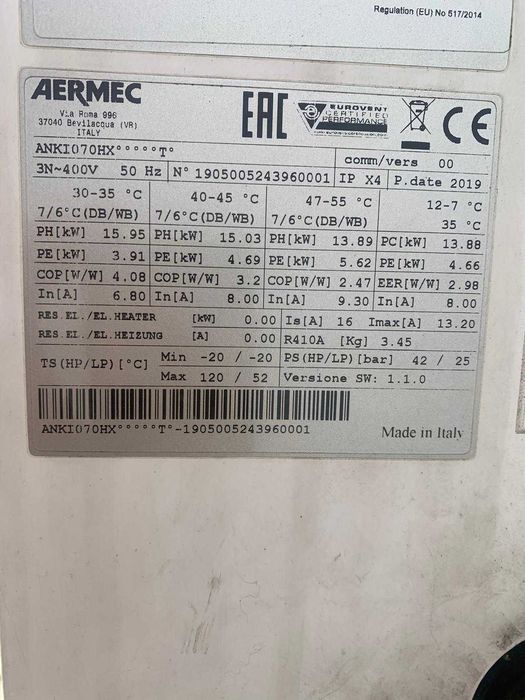 Regulation (EU) No 517/2014
AERMEC
Via Roma 996
37040 Bevilacqua (VR)
ITALY
EAC
EUROVENT
CERTIFIED
PERFORMANCE
CE
ANKI070HX°°°°°T°
comm/vers 00
3N~400V 50 Hz N° 1905005243960001 IP X4 P.date 2019
30-35 °C 40-45 °C 47-55 °C 12-7 °C
7/6°C(DB/WB) 7/6°C(DB/WB) 7/6°C(DB/WB) 35 °C
PH[kW] 15.95 PH[kW] 15.03 PH[kW] 13.89 PC[kW] 13.88
PE[kW] 3.91 PE[kW] 4.69 PE[kW] 5.62 PE[kW] 4.66
COP[W/W] 4.08 COP[W/W] 3.2 COP[W/W] 2.47 EER[W/W] 2.98
In[A] 6.80 In[A] 8.00 In[A] 9.30 In[A] 8.00
RES.EL./EL.HEATER [kW] 0.00 Is[A] 16 Imax[A] 13.20
RES.EL./EL.HEIZUNG [A] 0.00 R410A [Kg] 3.45
TS(HP/LP)[°C] Min -20 / -20 PS(HP/LP)[bar] 42 / 25
Max 120 / 52 Versione SW: 1.1.0
ANKI070HX°°°°°T°-1905005243960001
Made in Italy